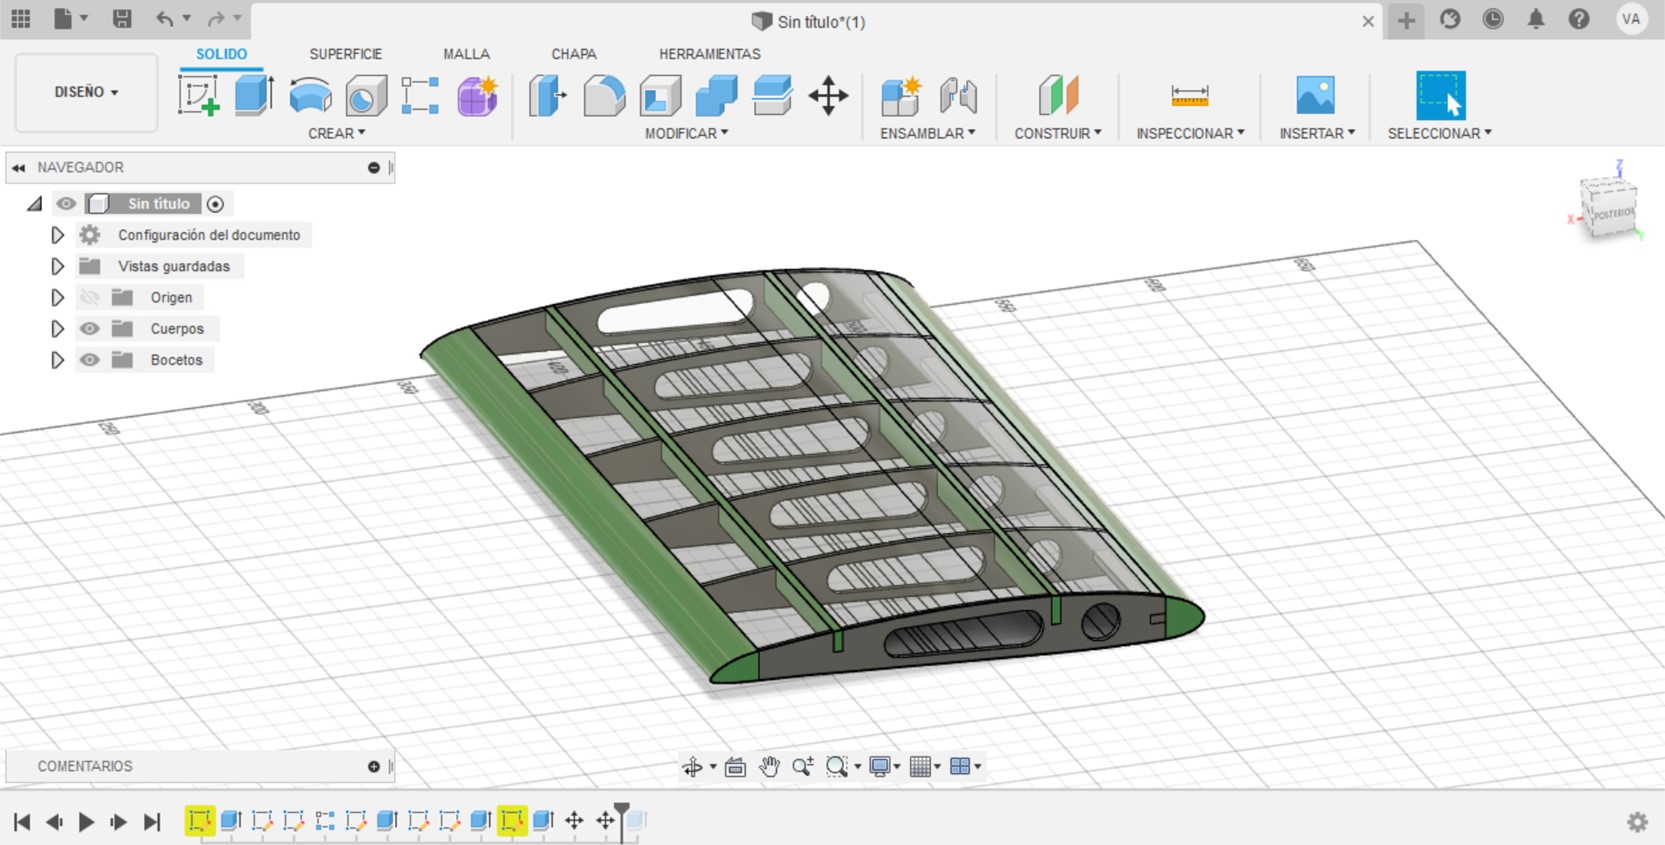 Sin título*(1)
VA
DISEÑO
SOLIDO
SUPERFICIE
MALLA
CHAPA
HERRAMIENTAS
CREAR
MODIFICAR
ENSAMBLAR
CONSTRUIR
INSPECCIONAR
INSERTAR
SELECCIONAR
NAVEGADOR
Sin título
Configuración del documento
Vistas guardadas
Origen
Cuerpos
Bocetos
Z
X
POSTERIOR
Y
250
300
350
400
500
550
600
650
COMENTARIOS